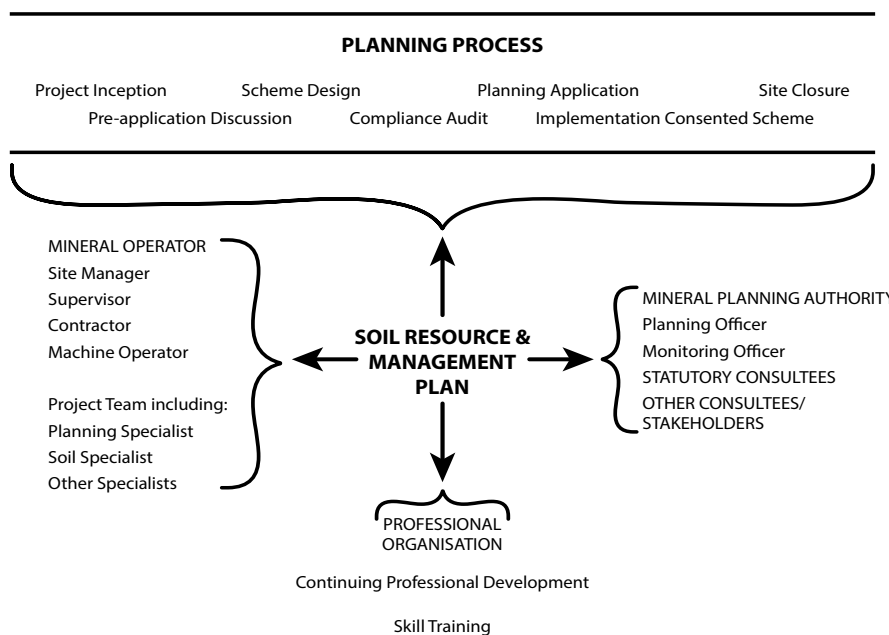 PLANNING PROCESS
Project Inception Scheme Design Planning Application Site Closure
Pre-application Discussion Compliance Audit Implementation Consented Scheme
MINERAL OPERATOR
Site Manager
Supervisor
Contractor
Machine Operator
Project Team including:
Planning Specialist
Soil Specialist
Other Specialists
SOIL RESOURCE &
MANAGEMENT
PLAN
MINERAL PLANNING AUTHORITY
Planning Officer
Monitoring Officer
STATUTORY CONSULTEES
OTHER CONSULTEES/
STAKEHOLDERS
PROFESSIONAL
ORGANISATION
Continuing Professional Development
Skill Training